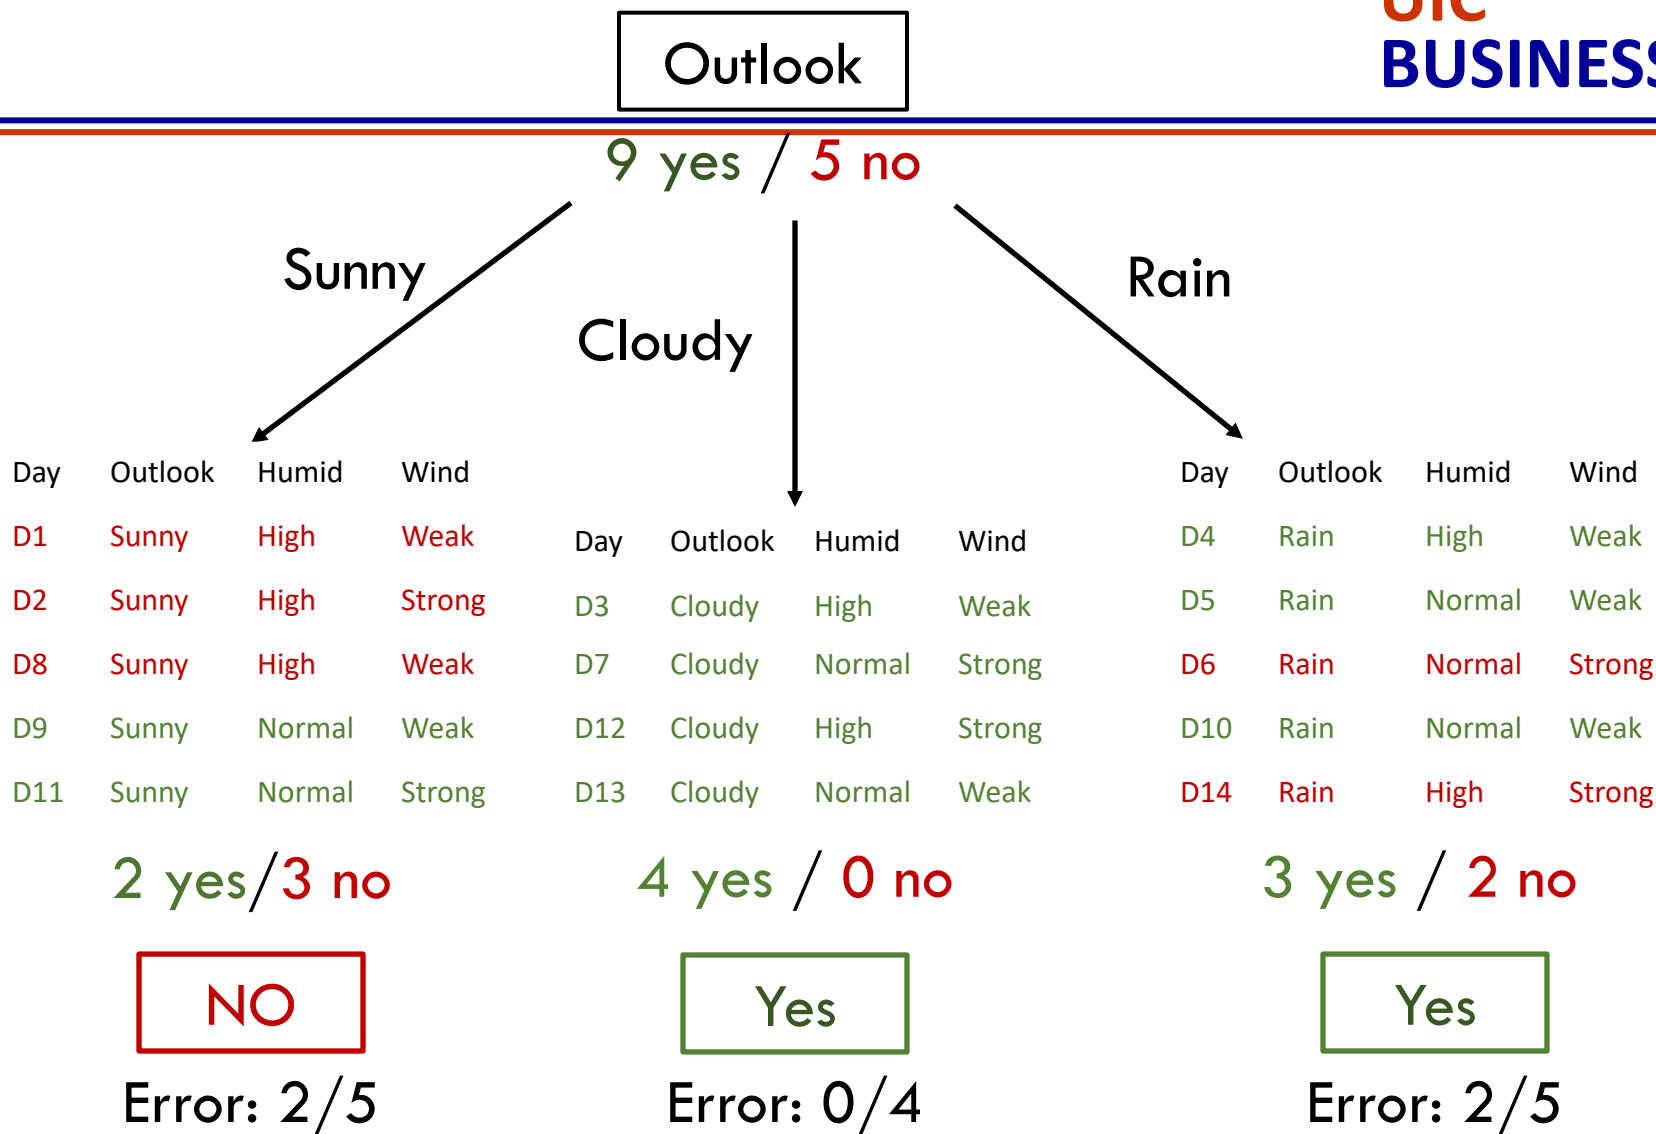 UIC
BUSINESS
Outlook
9 yes / 5 no
Sunny
Cloudy
Rain
Day Outlook Humid Wind
D1 Sunny High Weak
D2 Sunny High Strong
D8 Sunny High Weak
D9 Sunny Normal Weak
D11 Sunny Normal Strong
2 yes/3 no
NO
Error: 2/5
Day Outlook Humid Wind
D3 Cloudy High Weak
D7 Cloudy Normal Strong
D12 Cloudy High Strong
D13 Cloudy Normal Weak
4 yes / 0 no
Yes
Error: 0/4
Day Outlook Humid Wind
D4 Rain High Weak
D5 Rain Normal Weak
D6 Rain Normal Strong
D10 Rain Normal Weak
D14 Rain High Strong
3 yes / 2 no
Yes
Error: 2/5